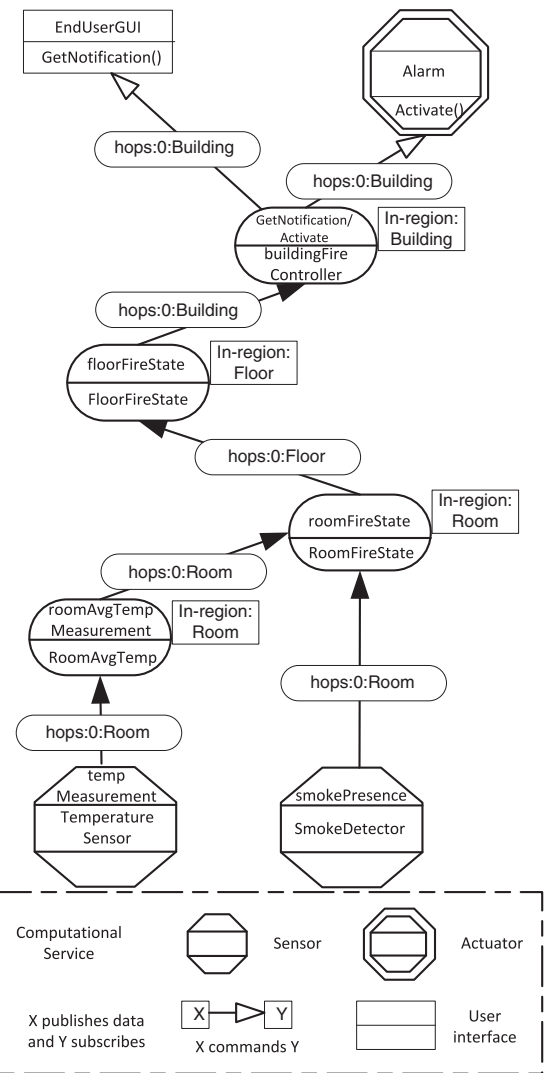 EndUserGUI
GetNotification()
Alarm
Activate()
hops:0:Building
hops:0:Building
GetNotification/
Activate
buildingFire
Controller
In-region:
Building
hops:0:Building
floorFireState
FloorFireState
In-region:
Floor
hops:0:Floor
roomFireState
RoomFireState
In-region:
Room
hops:0:Room
roomAvgTemp
Measurement
RoomAvgTemp
In-region:
Room
hops:0:Room
hops:0:Room
temp
Measurement
Temperature
Sensor
smokePresence
SmokeDetector
Computational
Service
Sensor
Actuator
X publishes data
and Y subscribes
X
Y
X commands Y
User
interface